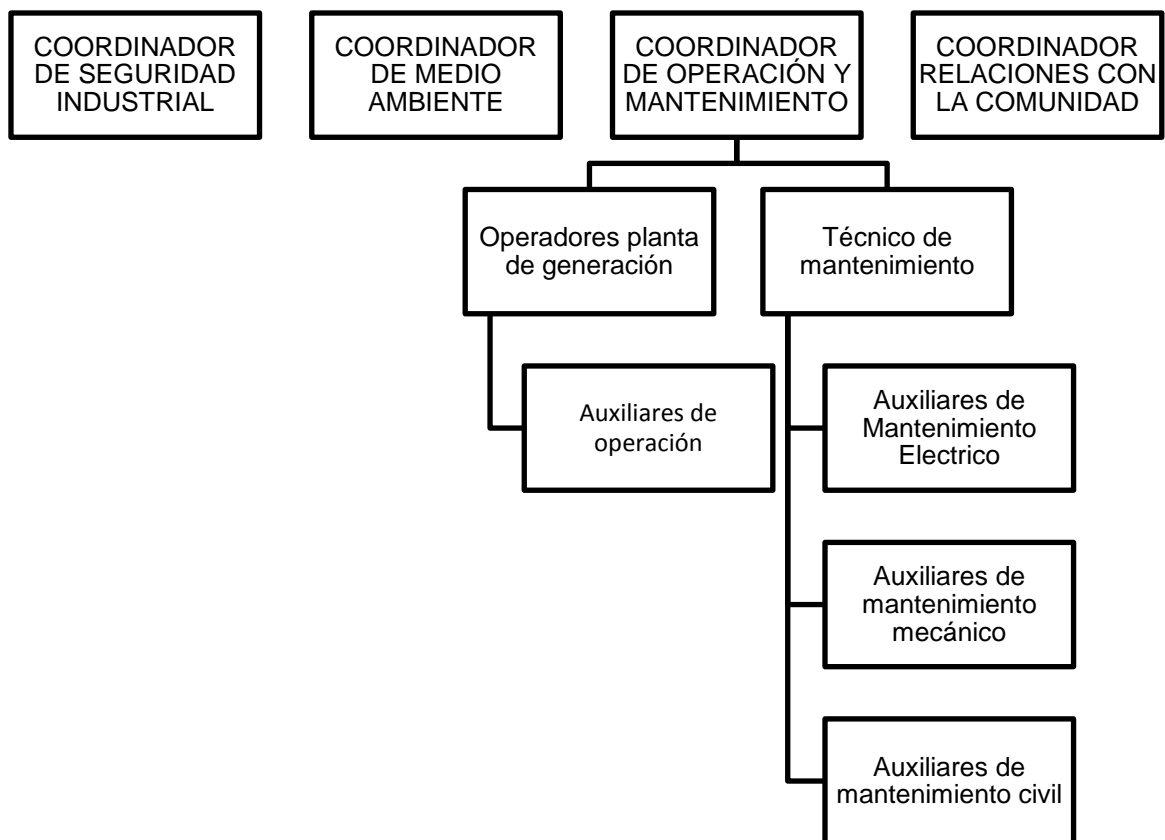 COORDINADOR
DE SEGURIDAD
INDUSTRIAL
COORDINADOR
DE MEDIO
AMBIENTE
COORDINADOR
DE OPERACIÓN Y
MANTENIMIENTO
COORDINADOR
RELACIONES CON
LA COMUNIDAD
Operadores planta
de generación
Técnico de
mantenimiento
Auxiliares de
operación
Auxiliares de
Mantenimiento
Electrico
Auxiliares de
mantenimiento
mecánico
Auxiliares de
mantenimiento civil